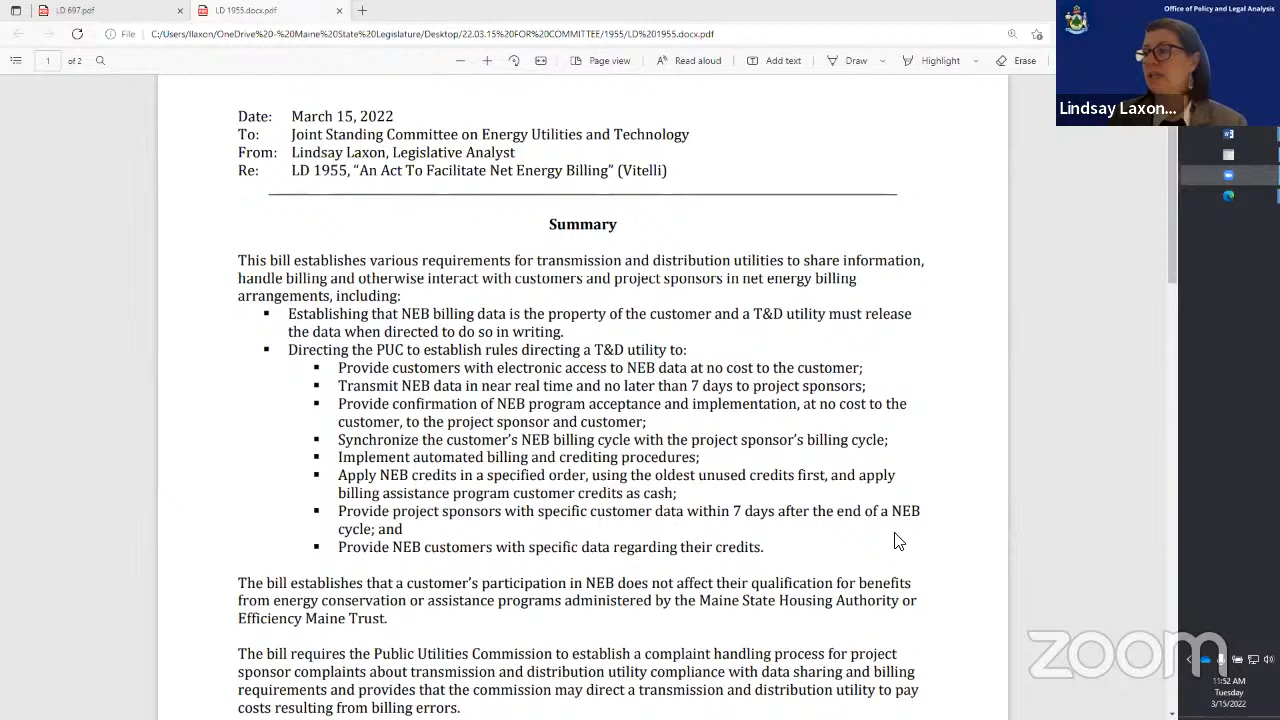 LD 697.pdf
LD 1955.docx.pdf
File
C:/Users/llaxon/OneDrive%20-%20Maine%20State%20Legislature/Desktop/22.03.15%20FOR%20COMMITTEE/1955/LD%201955.docx.pdf
1 of 2
Page view
Read aloud
Add text
Draw
Highlight
Erase
Office of Policy and Legal Analysis
Lindsay Laxon...
Date: March 15, 2022
To: Joint Standing Committee on Energy Utilities and Technology
From: Lindsay Laxon, Legislative Analyst
Re: LD 1955, “An Act To Facilitate Net Energy Billing” (Vitelli)
Summary
This bill establishes various requirements for transmission and distribution utilities to share information,
handle billing and otherwise interact with customers and project sponsors in net energy billing
arrangements, including:
▪ Establishing that NEB billing data is the property of the customer and a T&D utility must release
the data when directed to do so in writing.
▪ Directing the PUC to establish rules directing a T&D utility to:
▪ Provide customers with electronic access to NEB data at no cost to the customer;
▪ Transmit NEB data in near real time and no later than 7 days to project sponsors;
▪ Provide confirmation of NEB program acceptance and implementation, at no cost to the
customer, to the project sponsor and customer;
▪ Synchronize the customer’s NEB billing cycle with the project sponsor’s billing cycle;
▪ Implement automated billing and crediting procedures;
▪ Apply NEB credits in a specified order, using the oldest unused credits first, and apply
billing assistance program customer credits as cash;
▪ Provide project sponsors with specific customer data within 7 days after the end of a NEB
cycle; and
▪ Provide NEB customers with specific data regarding their credits.
The bill establishes that a customer’s participation in NEB does not affect their qualification for benefits
from energy conservation or assistance programs administered by the Maine State Housing Authority or
Efficiency Maine Trust.
The bill requires the Public Utilities Commission to establish a complaint handling process for project
sponsor complaints about transmission and distribution utility compliance with data sharing and billing
requirements and provides that the commission may direct a transmission and distribution utility to pay
costs resulting from billing errors.
zoom
11:52 AM
Tuesday
3/15/2022